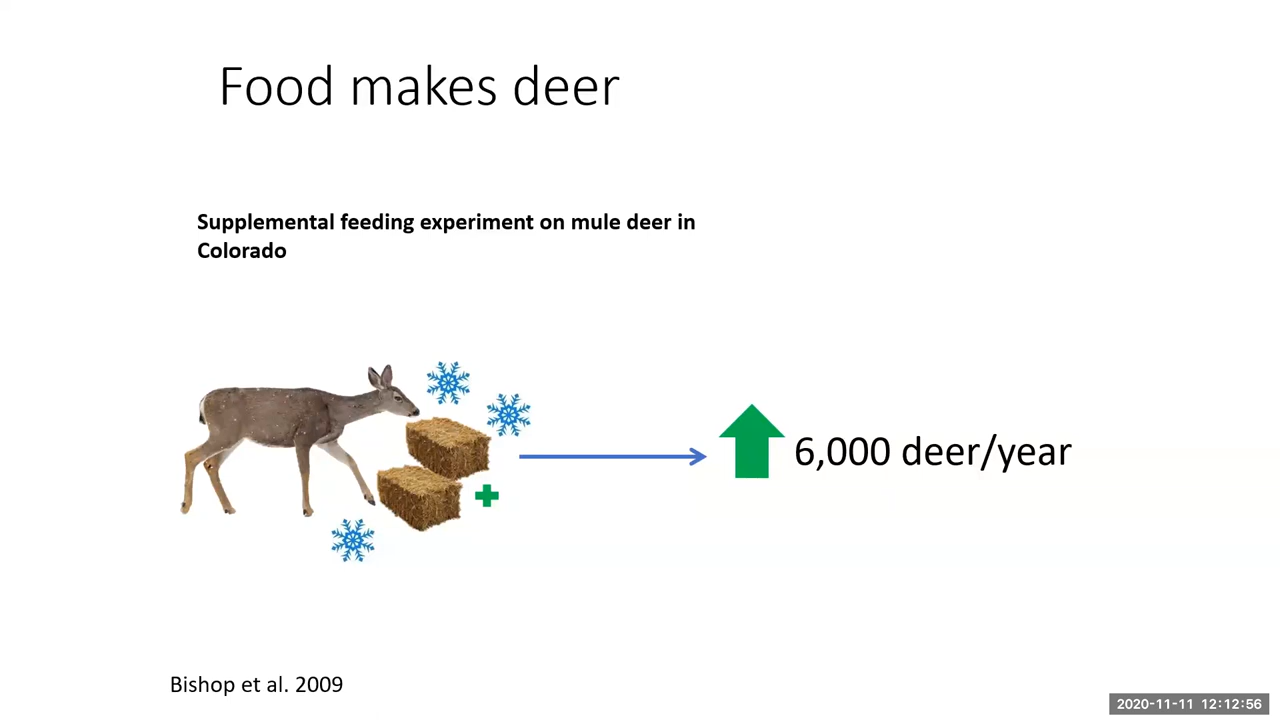 Food makes deer
Supplemental feeding experiment on mule deer in
Colorado
6,000 deer/year
Bishop et al. 2009
2020-11-11 12:12:56